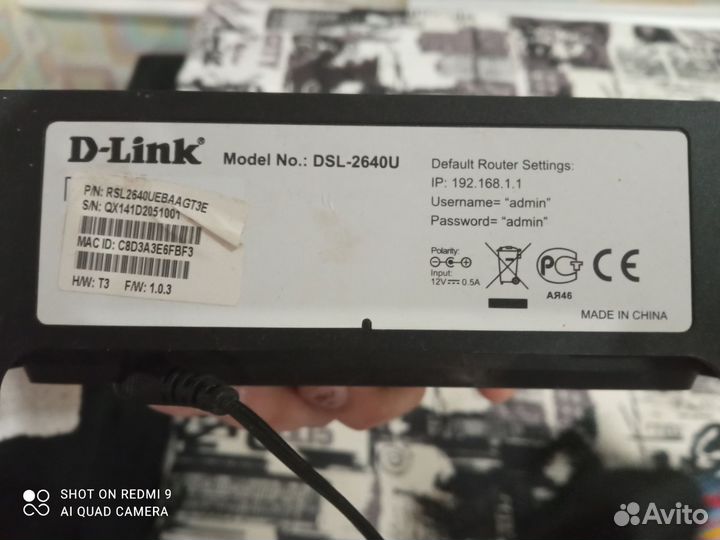 D-Link
Model No.: DSL-2640U
P/N: RSL2640UEBAAGT3E
S/N: QX141D2051001
MAC ID: C8D3A3E6FBF3
H/W: T3 F/W: 1.0.3
Default Router Settings:
IP: 192.168.1.1
Username= “admin”
Password= “admin”
Polarity:
Input:
12V 0.5A
АЯ46
CE
MADE IN CHINA
SHOT ON REDMI 9
AI QUAD CAMERA
Avito